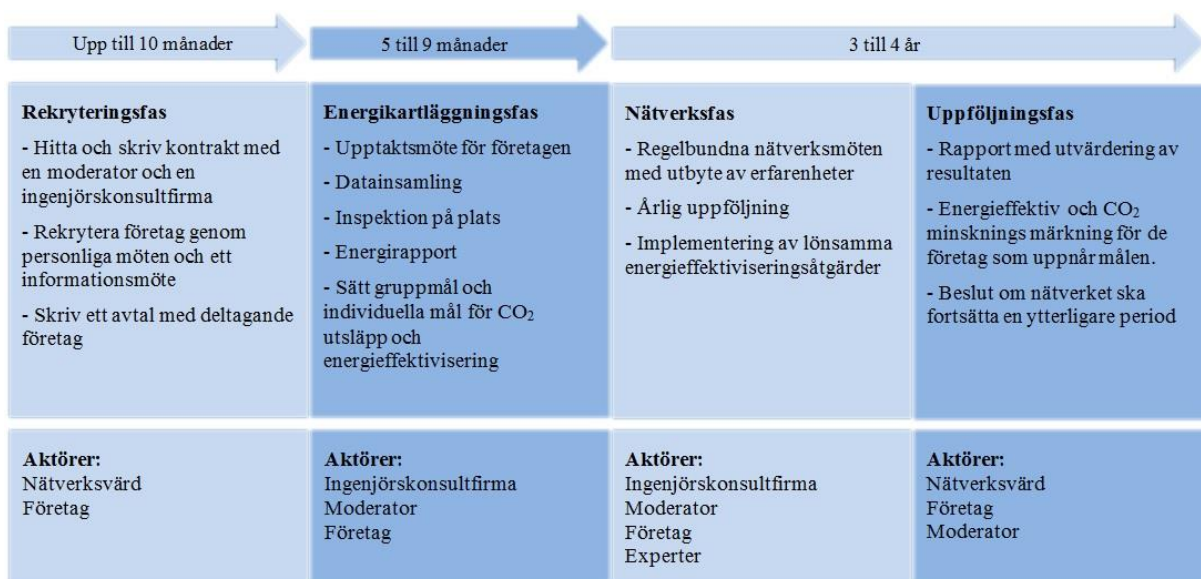 Upp till 10 månader
5 till 9 månader
3 till 4 år
Rekryteringsfas
- Hitta och skriv kontrakt med
en moderator och en
ingenjörskonsultfirma
- Rekrytera företag genom
personliga möten och ett
informationsmöte
- Skriv ett avtal med deltagande
företag
Energikartläggningsfas
- Upptaktsmöte för företagen
- Datainsamling
- Inspektion på plats
- Energirapport
- Sätt gruppmål och
individuella mål för CO₂
utsläpp och
energieffektivisering
Nätverksfas
- Regelbundna nätverksmöten
med utbyte av erfarenheter
- Årlig uppföljning
- Implementering av lönsamma
energieffektiviseringsåtgärder
Uppföljningsfas
- Rapport med utvärdering av
resultaten
- Energieffektiv och CO₂
minsknings märkning för de
företag som uppnår målen.
- Beslut om nätverket ska
fortsätta en ytterligare period
Aktörer:
Nätverksvärd
Företag
Aktörer:
Ingenjörskonsultfirma
Moderator
Företag
Aktörer:
Ingenjörskonsultfirma
Moderator
Företag
Experter
Aktörer:
Nätverksvärd
Företag
Moderator